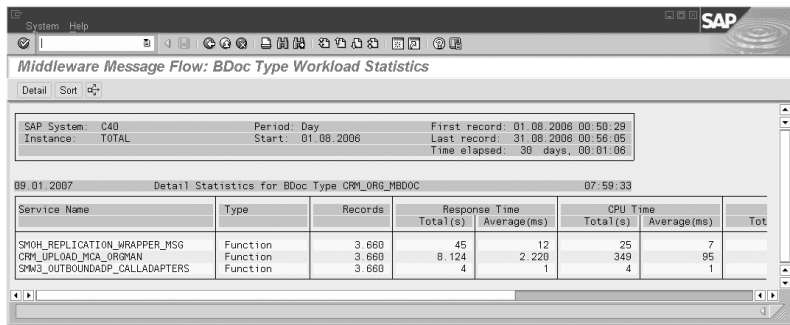 System Help
SAP
Middleware Message Flow: BDoc Type Workload Statistics
Detail Sort
SAP System: C40 Period: Day First record: 01.08.2006 00:50:29
Instance: TOTAL Start: 01.08.2006 Last record: 31.08.2006 00:56:05
Time elapsed: 30 days, 00:01:06
09.01.2007 Detail Statistics for BDoc Type CRM_ORG_MBDOC 07:59:33
Service Name Type Records Response Time CPU Time
Total(s) Average(ms) Total(s) Average(ms) Tot
SMOH_REPLICATION_WRAPPER_MSG Function 3.660 45 12 25 7
CRM_UPLOAD_MCA_ORGMAN Function 3.660 8.124 2.220 349 95
SMW3_OUTBOUNDADP_CALLADAPTERS Function 3.660 4 1 4 1